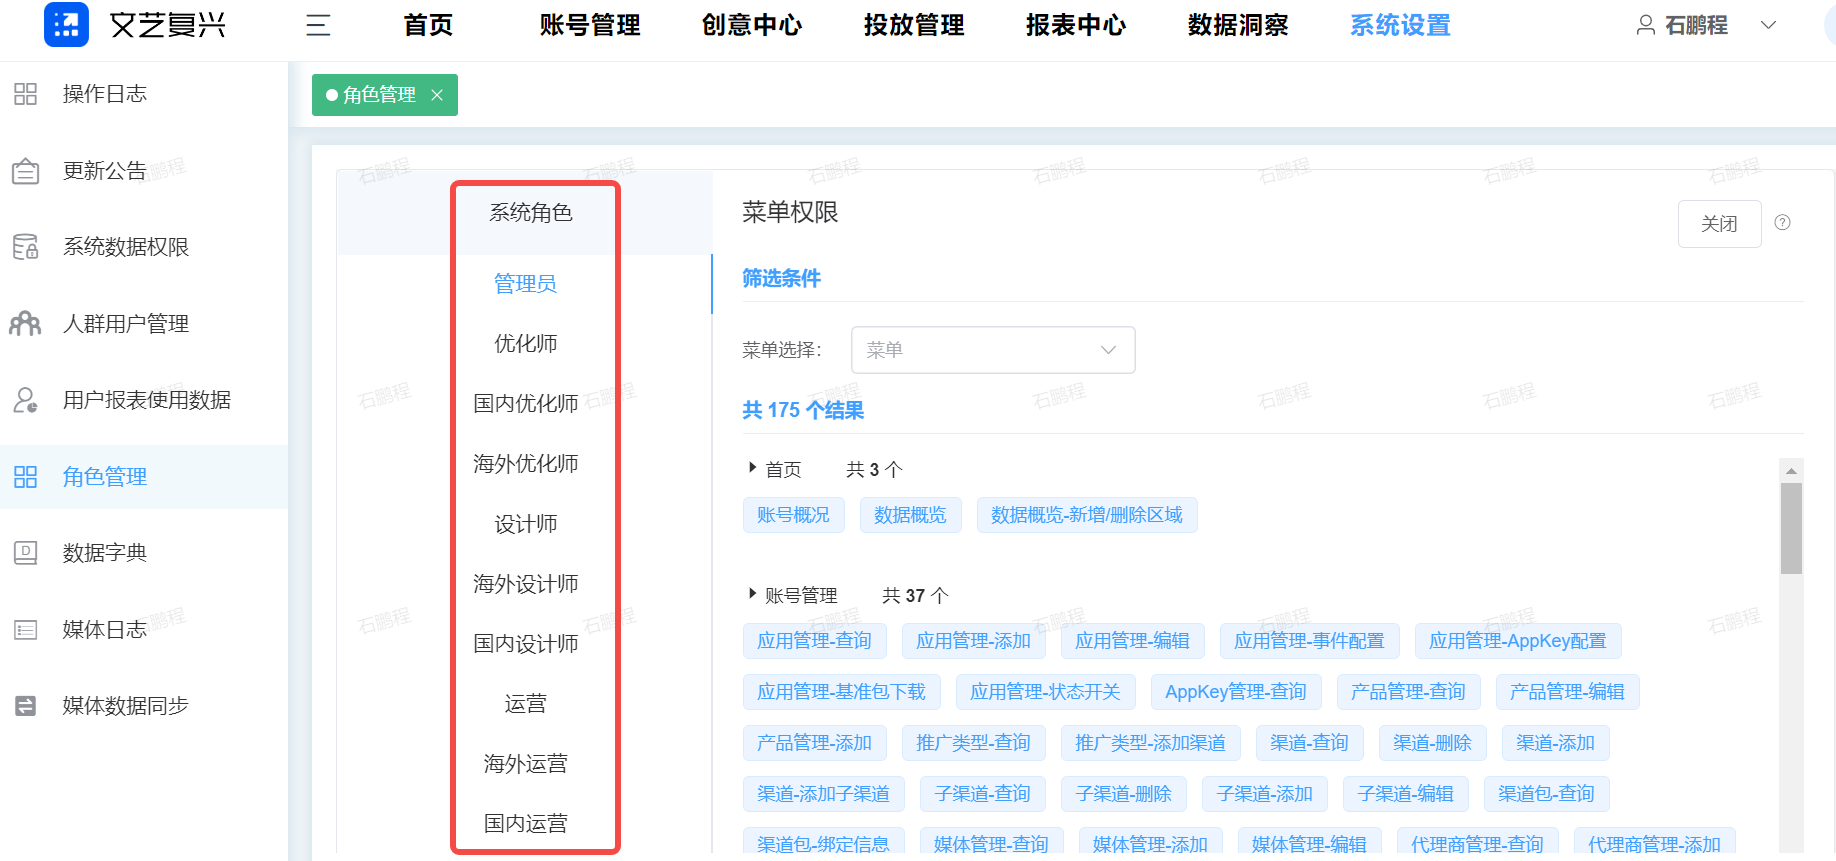 文艺复兴
首页 账号管理 创意中心 投放管理 报表中心 数据洞察 系统设置
石鹏程
操作日志
更新公告
系统数据权限
人群用户管理
用户报表使用数据
角色管理
数据字典
媒体日志
媒体数据同步
角色管理
系统角色
管理员
优化师
国内优化师
海外优化师
设计师
海外设计师
国内设计师
运营
海外运营
国内运营
菜单权限
关闭
筛选条件
菜单选择： 菜单
共 175 个结果
首页 共 3 个
账号概况 数据概览 数据概览-新增/删除区域
账号管理 共 37 个
应用管理-查询 应用管理-添加 应用管理-编辑 应用管理-事件配置 应用管理-AppKey配置
应用管理-基准包下载 应用管理-状态开关 AppKey管理-查询 产品管理-查询 产品管理-编辑
产品管理-添加 推广类型-查询 推广类型-添加渠道 渠道-查询 渠道-删除 渠道-添加
渠道-添加子渠道 子渠道-查询 子渠道-删除 子渠道-添加 子渠道-编辑 渠道包-查询
渠道包-绑定信息 媒体管理-查询 媒体管理-添加 媒体管理-编辑 代理商管理-查询 代理商管理-添加
石鹏程